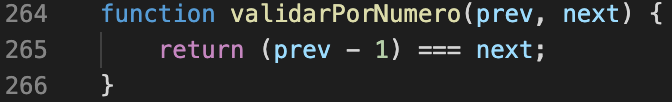 264 function validarPorNumero(prev, next) {
265 return (prev - 1) === next;
266 }